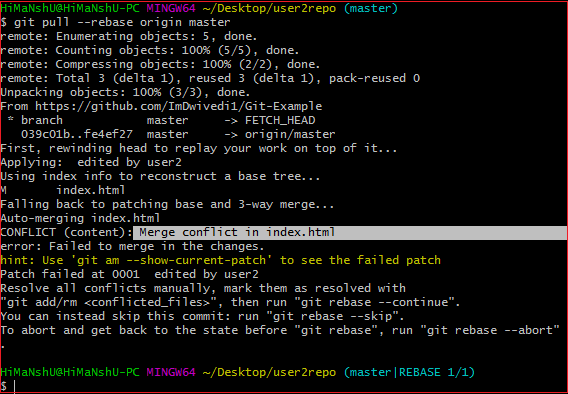 HiMaNshU@HiMaNshU-PC MINGW64 ~/Desktop/user2repo (master)
$ git pull --rebase origin master
remote: Enumerating objects: 5, done.
remote: Counting objects: 100% (5/5), done.
remote: Compressing objects: 100% (2/2), done.
remote: Total 3 (delta 1), reused 3 (delta 1), pack-reused 0
Unpacking objects: 100% (3/3), done.
From https://github.com/ImDwivedi1/Git-Example
 * branch            master     -> FETCH_HEAD
   039c01b..fe4ef27  master     -> origin/master
First, rewinding head to replay your work on top of it...
Applying:  edited by user2
Using index info to reconstruct a base tree...
M       index.html
Falling back to patching base and 3-way merge...
Auto-merging index.html
CONFLICT (content): Merge conflict in index.html
error: Failed to merge in the changes.
hint: Use 'git am --show-current-patch' to see the failed patch
Patch failed at 0001  edited by user2
Resolve all conflicts manually, mark them as resolved with
"git add/rm <conflicted_files>", then run "git rebase --continue".
You can instead skip this commit: run "git rebase --skip".
To abort and get back to the state before "git rebase", run "git rebase --abort"
.
HiMaNshU@HiMaNshU-PC MINGW64 ~/Desktop/user2repo (master|REBASE 1/1)
$